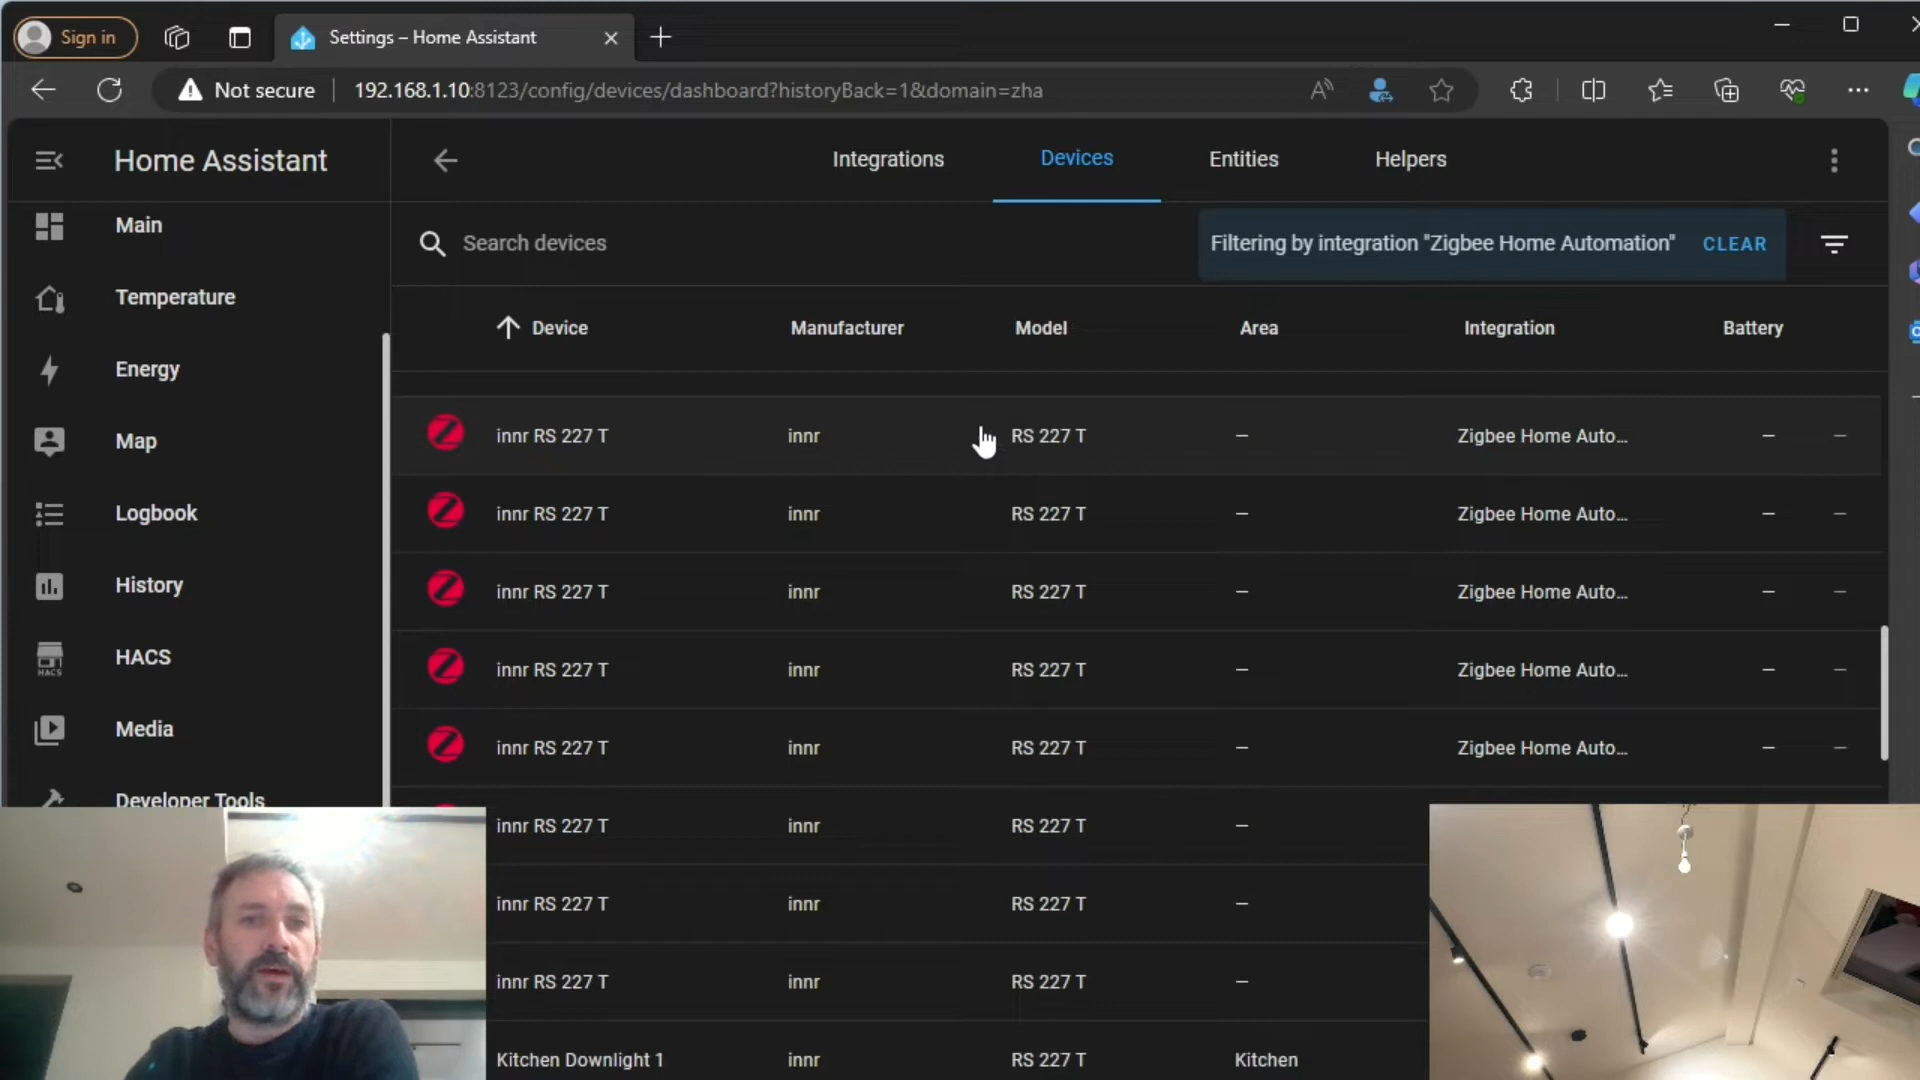 Sign in
Settings – Home Assistant
Not secure
192.168.1.10:8123/config/devices/dashboard?historyBack=1&domain=zha
Home Assistant
Integrations
Devices
Entities
Helpers
Main
Temperature
Energy
Map
Logbook
History
HACS
HACS
Media
Developer Tools
Search devices
Filtering by integration "Zigbee Home Automation"
CLEAR
Device Manufacturer Model Area Integration Battery
innr RS 227 T innr RS 227 T – Zigbee Home Auto... – –
innr RS 227 T innr RS 227 T – Zigbee Home Auto... – –
innr RS 227 T innr RS 227 T – Zigbee Home Auto... – –
innr RS 227 T innr RS 227 T – Zigbee Home Auto... – –
innr RS 227 T innr RS 227 T – Zigbee Home Auto... – –
innr RS 227 T innr RS 227 T –
innr RS 227 T innr RS 227 T –
innr RS 227 T innr RS 227 T –
Kitchen Downlight 1 innr RS 227 T Kitchen